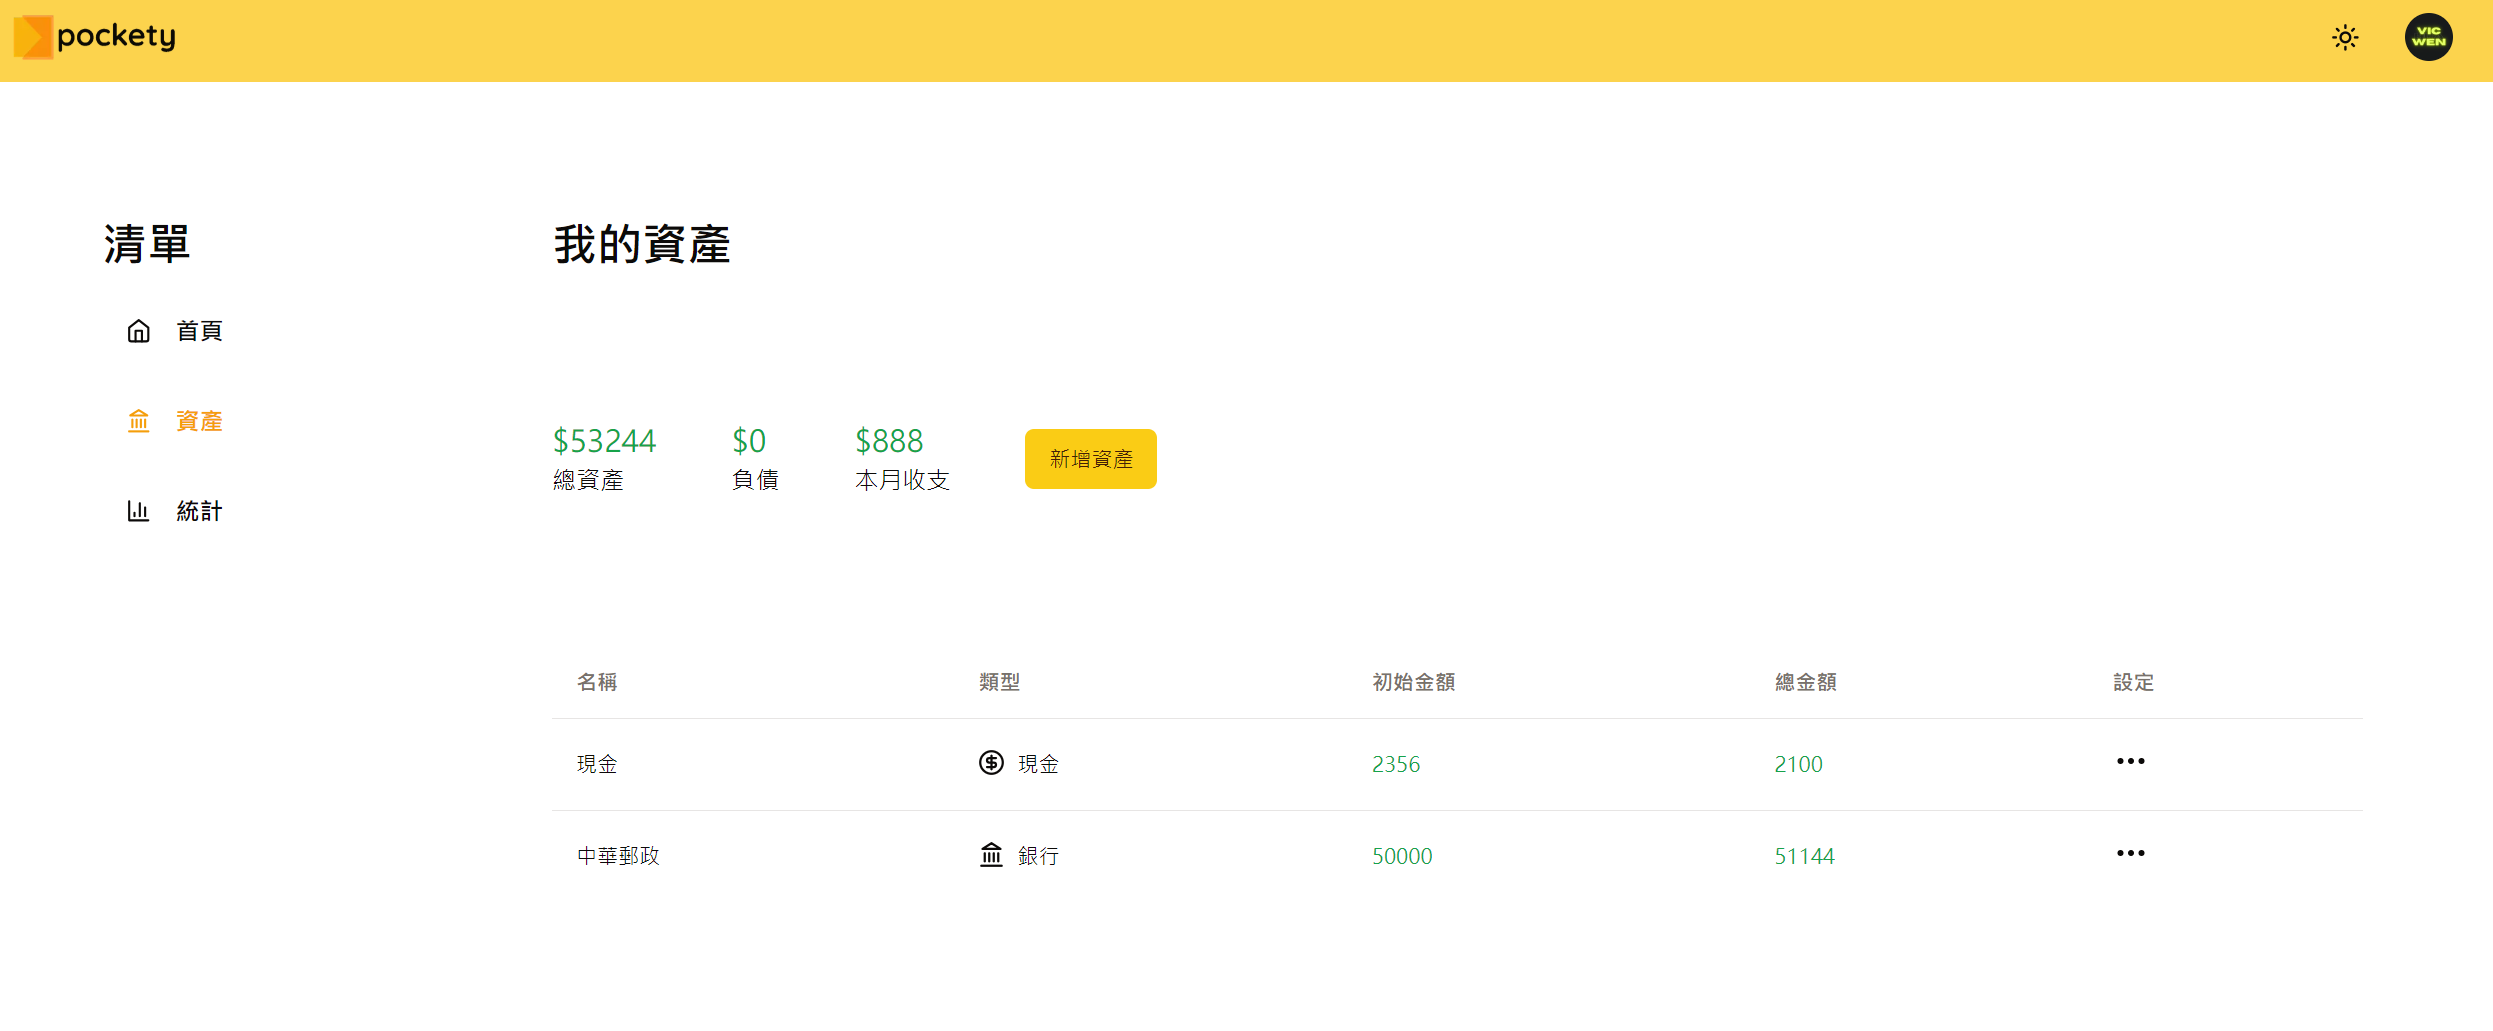 pockety
VIC
WEN
清單
首頁
資產
統計
我的資產
$53244
總資產
$0
負債
$888
本月收支
新增資產
名稱 類型 初始金額 總金額 設定
現金 現金 2356 2100
中華郵政 銀行 50000 51144